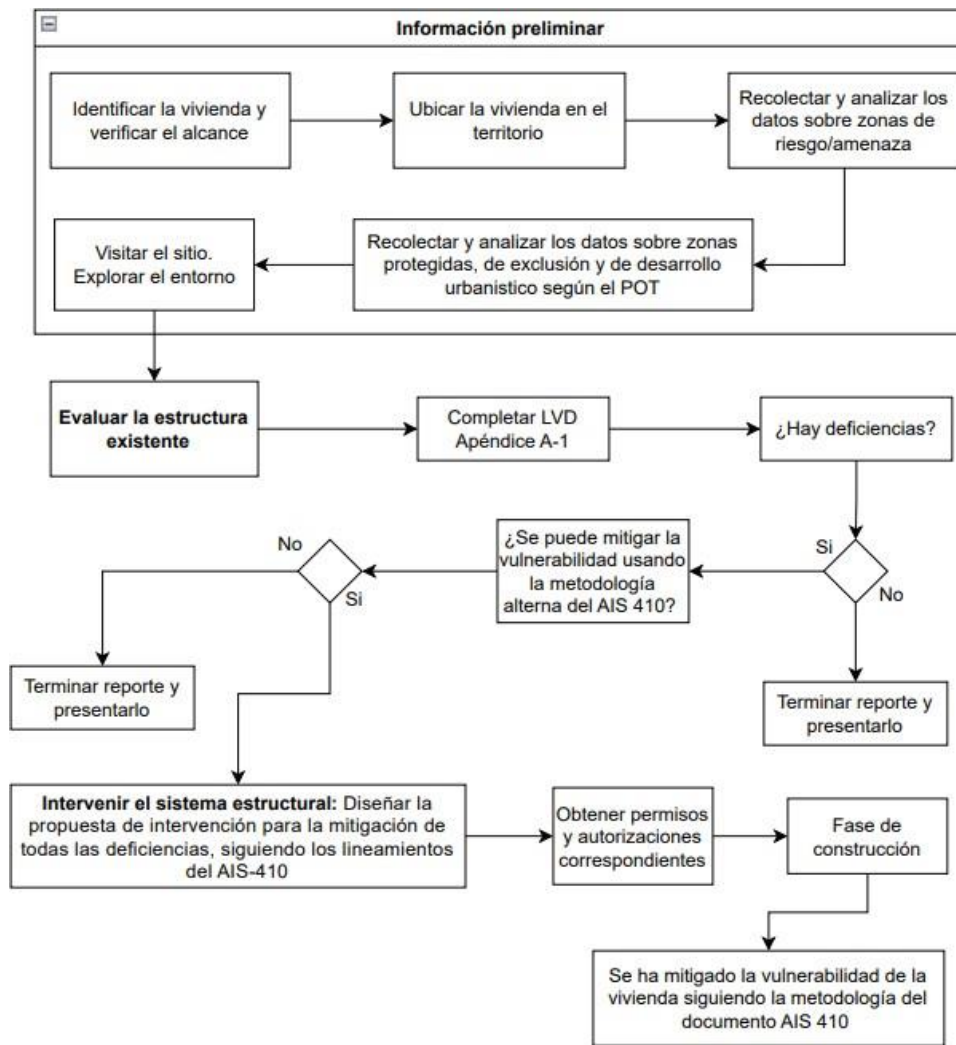 Información preliminar
Identificar la vivienda y
verificar el alcance
Ubicar la vivienda en el
territorio
Recolectar y analizar los
datos sobre zonas de
riesgo/amenaza
Visitar el sitio.
Explorar el entorno
Recolectar y analizar los datos sobre zonas
protegidas, de exclusión y de desarrollo
urbanistico según el POT
Evaluar la estructura
existente
Completar LVD
Apéndice A-1
¿Hay deficiencias?
¿Se puede mitigar la
vulnerabilidad usando
la metodología
alterna del AIS 410?
No
Si
Si
No
Terminar reporte y
presentarlo
Terminar reporte y
presentarlo
Intervenir el sistema estructural: Diseñar la
propuesta de intervención para la mitigación de
todas las deficiencias, siguiendo los lineamientos
del AIS-410
Obtener permisos
y autorizaciones
correspondientes
Fase de
construcción
Se ha mitigado la vulnerabilidad de la
vivienda siguiendo la metodología del
documento AIS 410